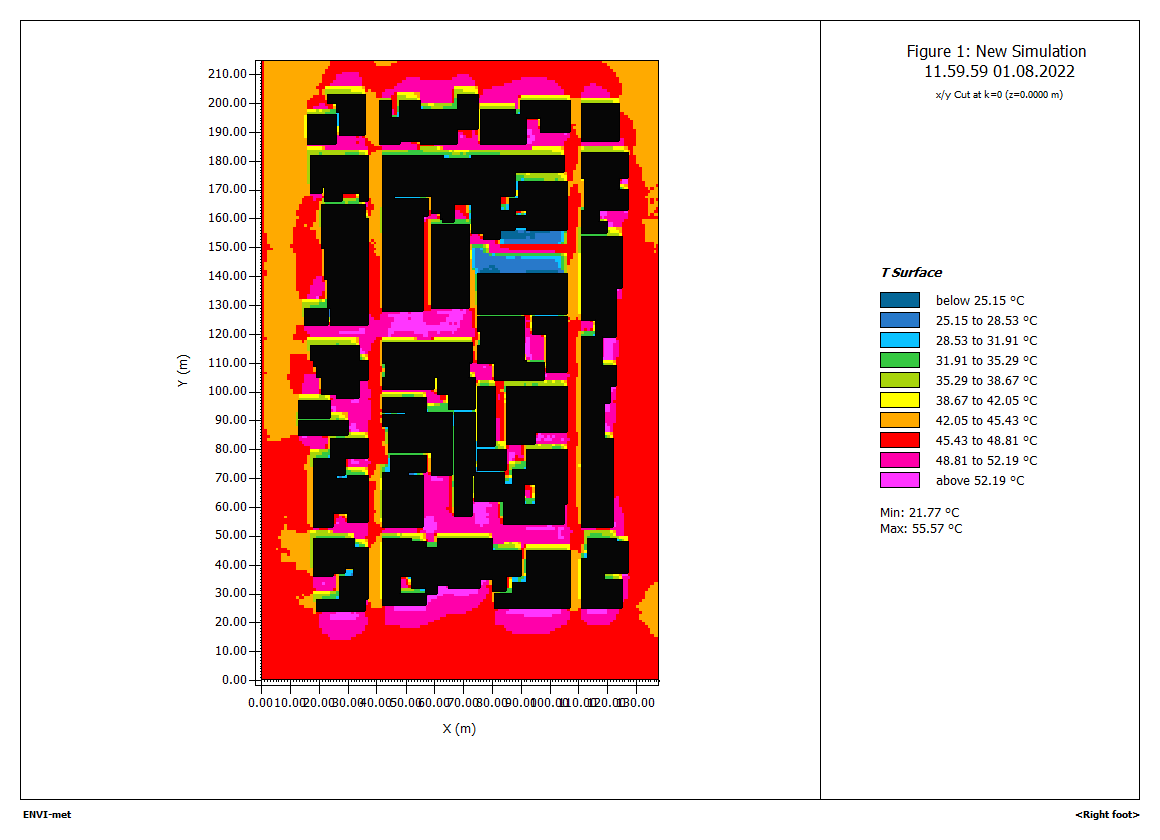 Figure 1: New Simulation
11.59.59 01.08.2022
x/y Cut at k=0 (z=0.0000 m)
210.00
200.00
190.00
180.00
170.00
160.00
150.00
140.00
130.00
120.00
110.00
100.00
90.00
80.00
70.00
60.00
50.00
40.00
30.00
20.00
10.00
0.00
Y (m)
0.00 10.00 20.00 30.00 40.00 50.00 60.00 70.00 80.00 90.00 100.00 110.00 120.00 130.00
X (m)
T Surface
below 25.15 °C
25.15 to 28.53 °C
28.53 to 31.91 °C
31.91 to 35.29 °C
35.29 to 38.67 °C
38.67 to 42.05 °C
42.05 to 45.43 °C
45.43 to 48.81 °C
48.81 to 52.19 °C
above 52.19 °C
Min: 21.77 °C
Max: 55.57 °C
ENVI-met
<Right foot>